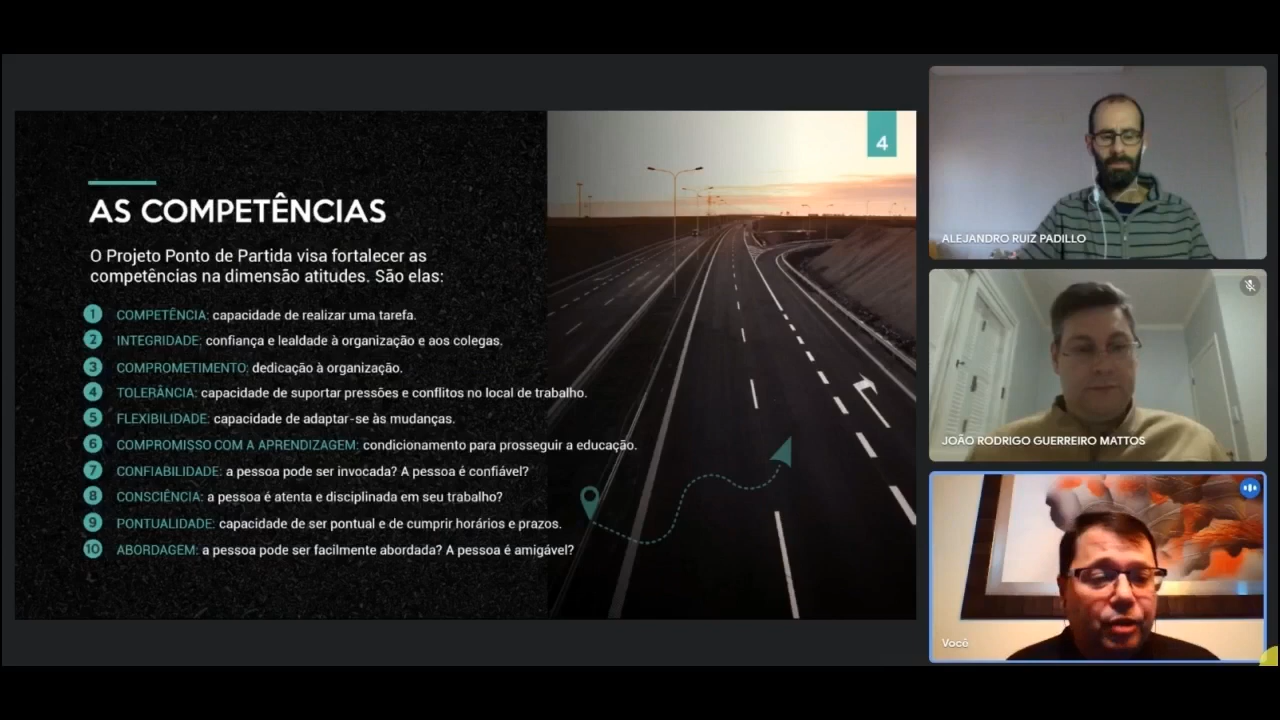 4
AS COMPETÊNCIAS
O Projeto Ponto de Partida visa fortalecer as
competências na dimensão atitudes. São elas:
1 COMPETÊNCIA: capacidade de realizar uma tarefa.
2 INTEGRIDADE: confiança e lealdade à organização e aos colegas.
3 COMPROMETIMENTO: dedicação à organização.
4 TOLERÂNCIA: capacidade de suportar pressões e conflitos no local de trabalho.
5 FLEXIBILIDADE: capacidade de adaptar-se às mudanças.
6 COMPROMISSO COM A APRENDIZAGEM: condicionamento para prosseguir a educação.
7 CONFIABILIDADE: a pessoa pode ser invocada? A pessoa é confiável?
8 CONSCIÊNCIA: a pessoa é atenta e disciplinada em seu trabalho?
9 PONTUALIDADE: capacidade de ser pontual e de cumprir horários e prazos.
10 ABORDAGEM: a pessoa pode ser facilmente abordada? A pessoa é amigável?
ALEJANDRO RUIZ PADILLO
JOÃO RODRIGO GUERREIRO MATTOS
Você